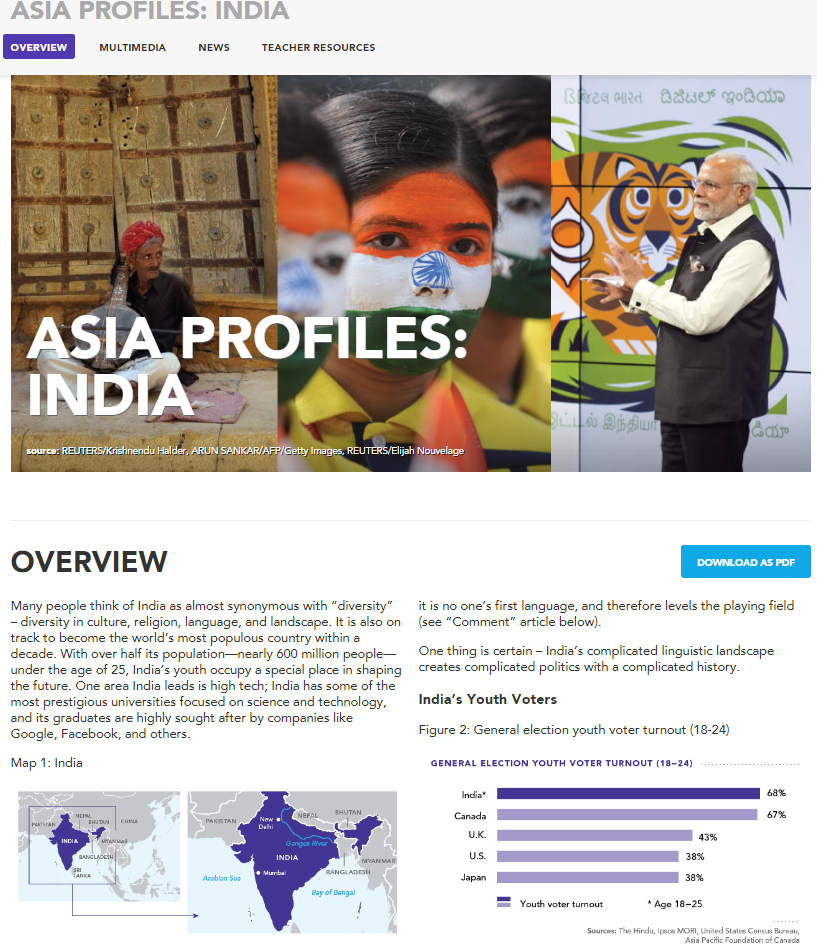 ASIA PROFILES: INDIA
OVERVIEW
MULTIMEDIA
NEWS
TEACHER RESOURCES
ಡಿಜಿಟಲ್ ಇಂಡಿಯಾ
ASIA PROFILES:
INDIA
source: REUTERS/Krishnendu Halder, ARUN SANKAR/AFP/Getty Images, REUTERS/Elijah Nouvelage
OVERVIEW
DOWNLOAD AS PDF
Many people think of India as almost synonymous with “diversity”
– diversity in culture, religion, language, and landscape. It is also on
track to become the world’s most populous country within a
decade. With over half its population—nearly 600 million people—
under the age of 25, India’s youth occupy a special place in shaping
the future. One area India leads is high tech; India has some of the
most prestigious universities focused on science and technology,
and its graduates are highly sought after by companies like
Google, Facebook, and others.
Map 1: India
PAKISTAN
NEPAL
BHUTAN
CHINA
INDIA
MYANMAR
BANGLADESH
SRI
LANKA
PAKISTAN
New
Delhi
NEPAL
BHUTAN
Ganges River
INDIA
BANGLADESH
MYANMAR
Mumbai
Arabian Sea
Bay of Bengal
it is no one’s first language, and therefore levels the playing field
(see “Comment” article below).
One thing is certain – India’s complicated linguistic landscape
creates complicated politics with a complicated history.
India’s Youth Voters
Figure 2: General election youth voter turnout (18-24)
GENERAL ELECTION YOUTH VOTER TURNOUT (18–24)
India* 68%
Canada 67%
U.K. 43%
U.S. 38%
Japan 38%
Youth voter turnout * Age 18–25
Sources: The Hindu, Ipsos MORI, United States Census Bureau,
Asia Pacific Foundation of Canada